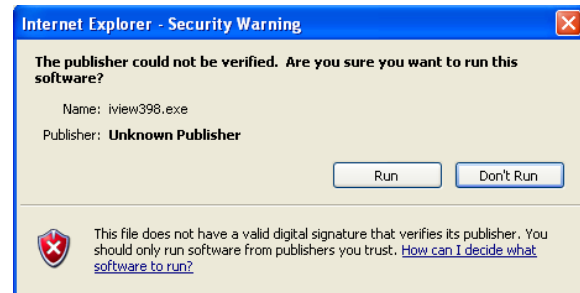 Internet Explorer - Security Warning
The publisher could not be verified.  Are you sure you want to run this
software?
Name: iview398.exe
Publisher: Unknown Publisher
Run Don't Run
This file does not have a valid digital signature that verifies its publisher. You
should only run software from publishers you trust. How can I decide what
software to run?